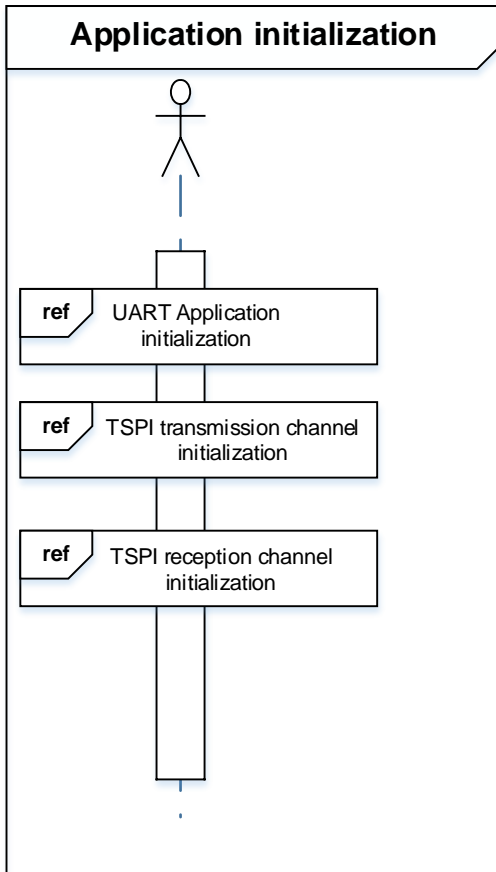 Application initialization
ref
UART Application
initialization
ref
TSPI transmission channel
initialization
ref
TSPI reception channel
initialization